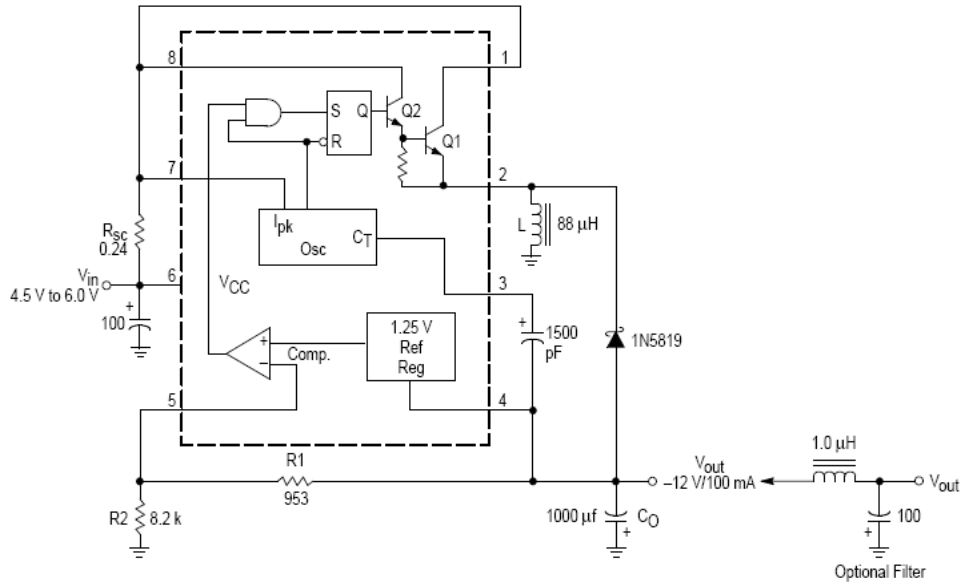 8
1
S
Q
Q2
R
Q1
7
2
Ipk
CT
Osc
L
88 µH
Rsc
0.24
Vin
4.5 V to 6.0 V
6
VCC
3
+
100
+
1500
pF
1N5819
+
−
Comp.
1.25 V
Ref
Reg
5
4
R1
953
1.0 µH
Vout
–12 V/100 mA
Vout
R2
8.2 k
1000 µf
CO
+
100
+
Optional Filter